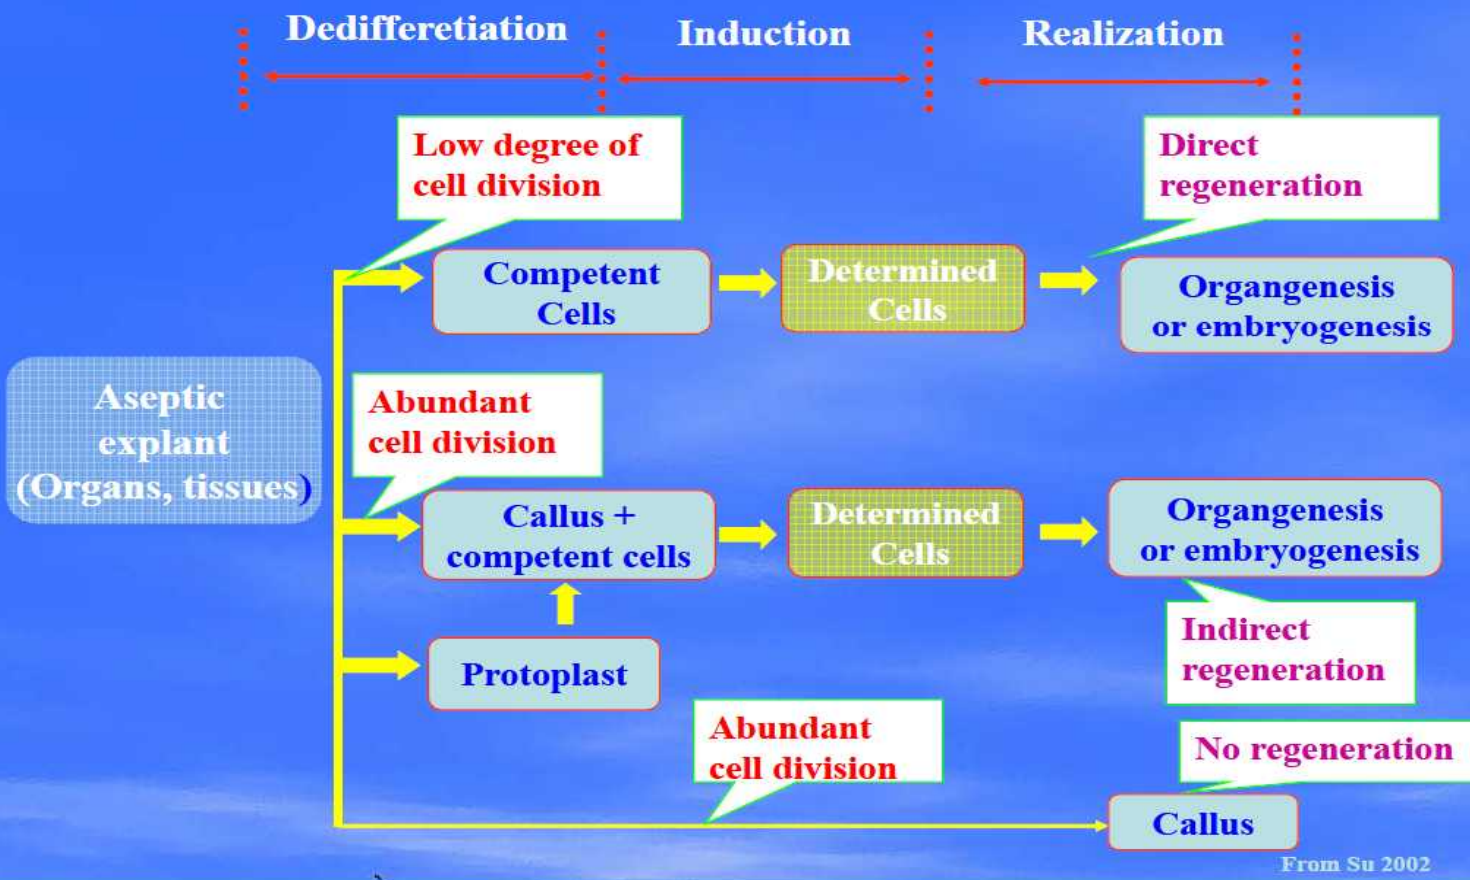 Dedifferetiation
Induction
Realization
Low degree of
cell division
Direct
regeneration
Competent
Cells
Determined
Cells
Organgenesis
or embryogenesis
Aseptic
explant
(Organs, tissues)
Abundant
cell division
Callus +
competent cells
Determined
Cells
Organgenesis
or embryogenesis
Indirect
regeneration
Protoplast
Abundant
cell division
No regeneration
Callus
From Su 2002